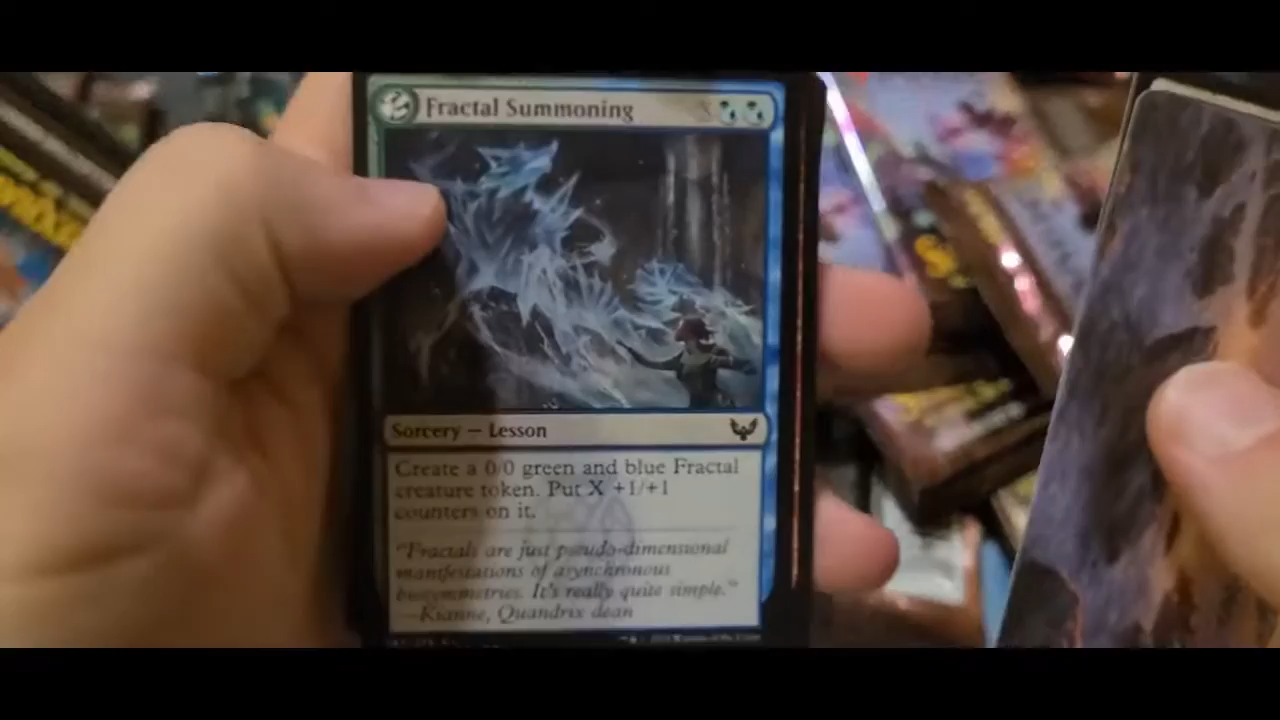 Fractal Summoning X
Sorcery — Lesson
Create a 0/0 green and blue Fractal
creature token. Put X +1/+1
counters on it.
"Fractals are just pseudo-dimensional
manifestations of asynchronous
bisymmetries. It's really quite simple."
—Kianne, Quandrix dean